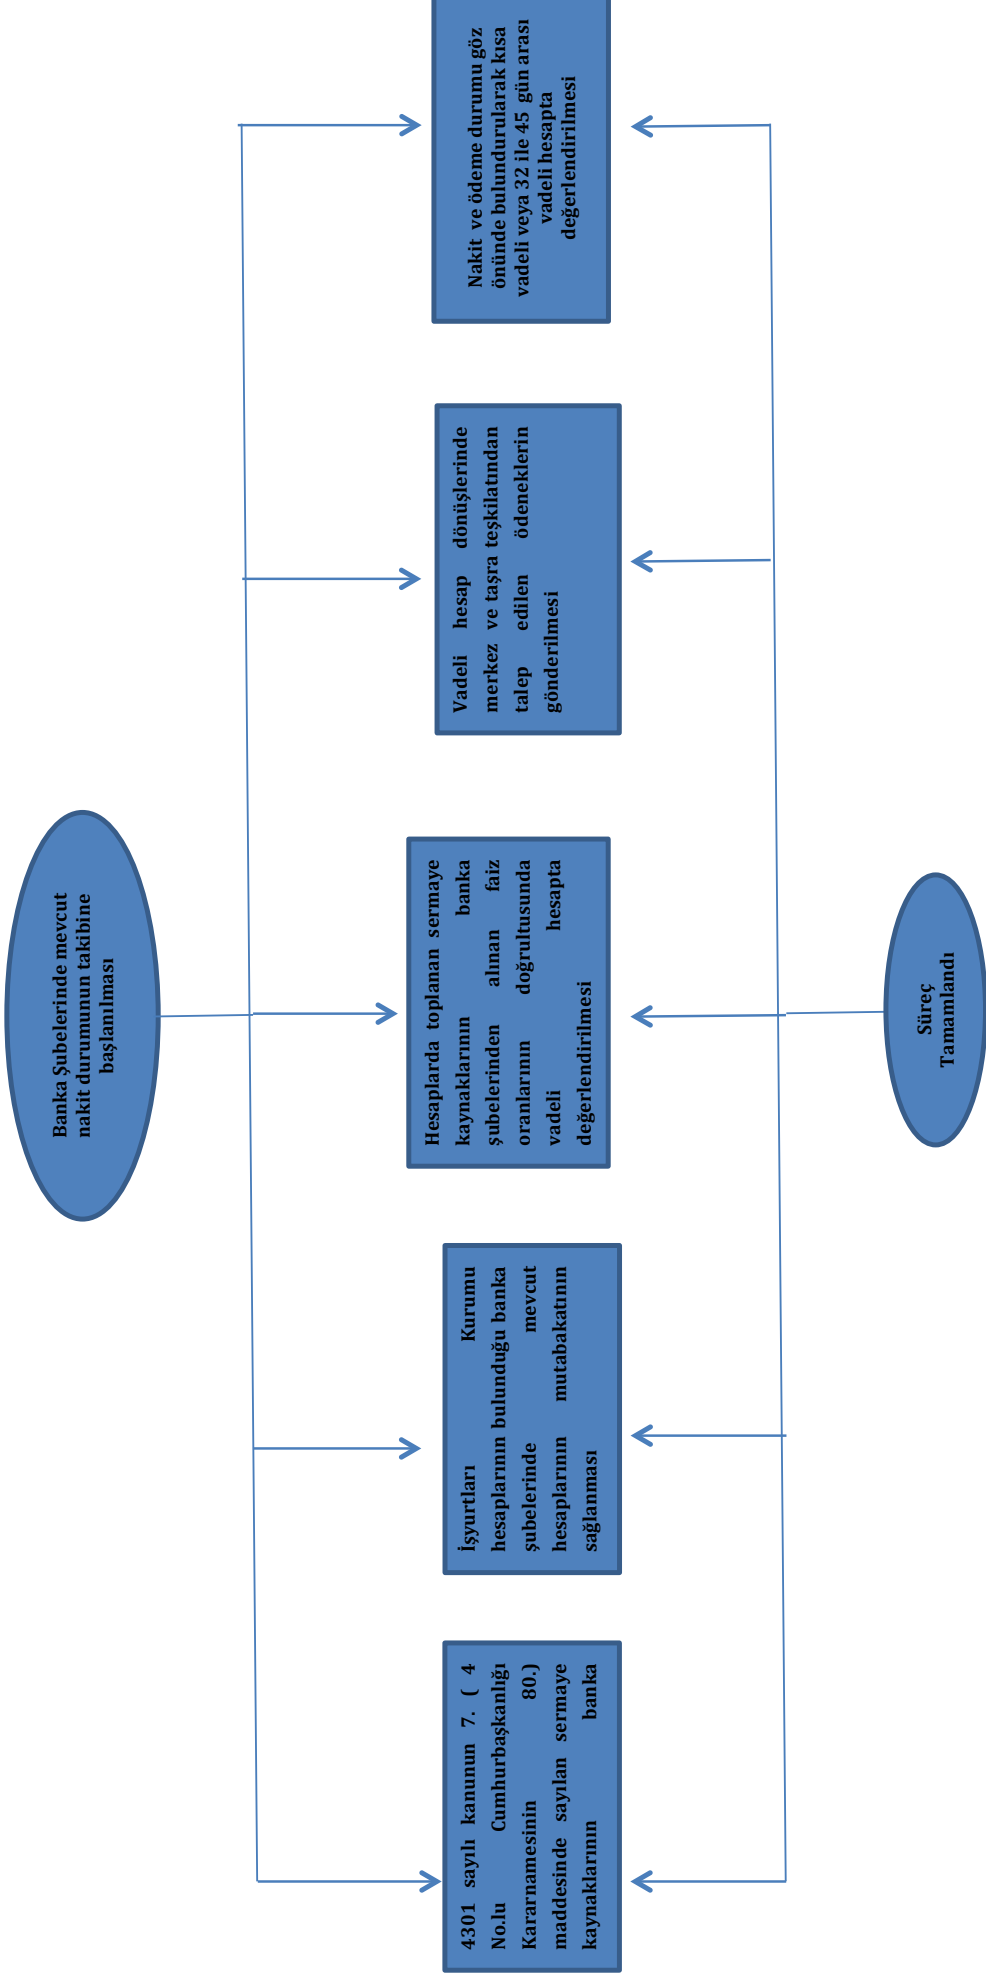 Banka Şubelerinde mevcut
nakit durumunun takibine
başlanılması
4301 sayılı kanunun 7. ( 4
No.lu Cumhurbaşkanlığı
Kararnamesinin 80.)
maddesinde sayılan sermaye
kaynaklarının banka
İşyurtları Kurumu
hesaplarının bulunduğu banka
şubelerinde mevcut
hesaplarının mutabakatının
sağlanması
Hesaplarda toplanan sermaye
kaynaklarının banka
şubelerinden alınan faiz
oranlarının doğrultusunda
vadeli hesapta
değerlendirilmesi
Vadeli hesap dönüşlerinde
merkez ve taşra teşkilatından
talep edilen ödeneklerin
gönderilmesi
Nakit ve ödeme durumu göz
önünde bulundurularak kısa
vadeli veya 32 ile 45 gün arası
vadeli hesapta
değerlendirilmesi
Süreç
Tamamlandı